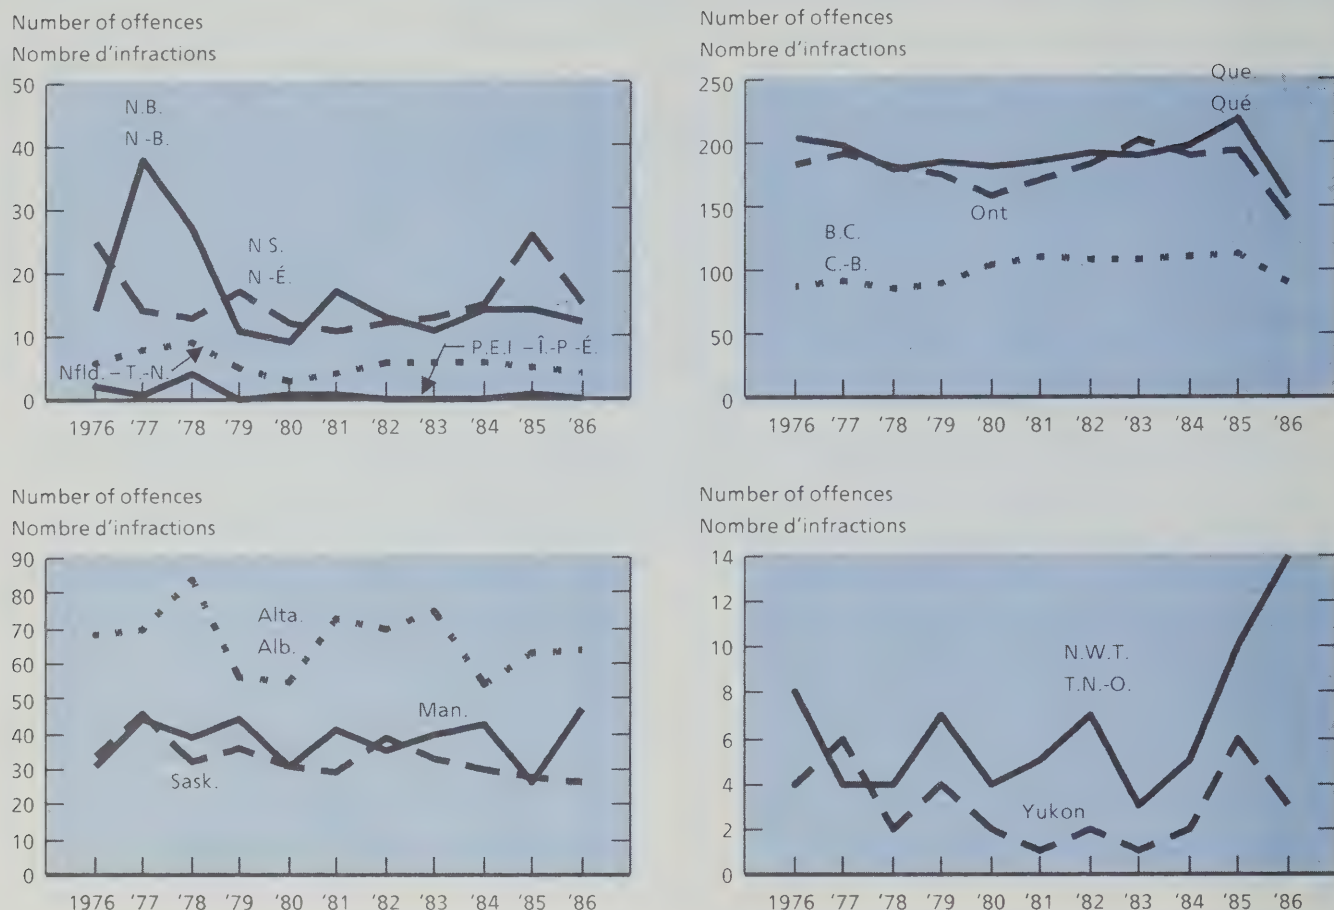 Number of offences
Nombre d'infractions
50
40
30
20
10
0
N.B.
N -B.
N S.
N -É.
Nfld. – T.-N.
P.E.I – Î.-P -É.
1976 '77 '78 '79 '80 '81 '82 '83 '84 '85 '86
Number of offences
Nombre d'infractions
250
200
150
100
50
0
Que.
Qué
Ont
B.C.
C.-B.
1976 '77 '78 '79 '80 '81 '82 '83 '84 '85 '86
Number of offences
Nombre d'infractions
90
80
70
60
50
40
30
20
10
0
Alta.
Alb.
Man.
Sask.
1976 '77 '78 '79 '80 '81 '82 '83 '84 '85 '86
Number of offences
Nombre d'infractions
14
12
10
8
6
4
2
0
N.W.T.
T.N.-O.
Yukon
1976 '77 '78 '79 '80 '81 '82 '83 '84 '85 '86